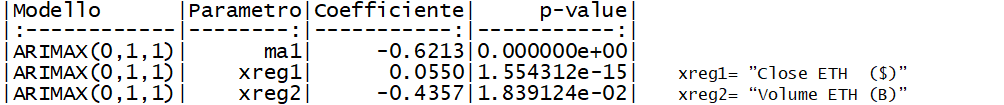 |Modello     |Parametro|Coefficiente|     p-value|
|:------------|--------:|-----------:|-----------:|
|ARIMAX(0,1,1)|      ma1|     -0.6213|0.000000e+00|
|ARIMAX(0,1,1)|    xreg1|      0.0550|1.554312e-15|    xreg1= ”Close ETH  ($)”
|ARIMAX(0,1,1)|    xreg2|     -0.4357|1.839124e-02|    xreg2= ”Volume ETH (B)”